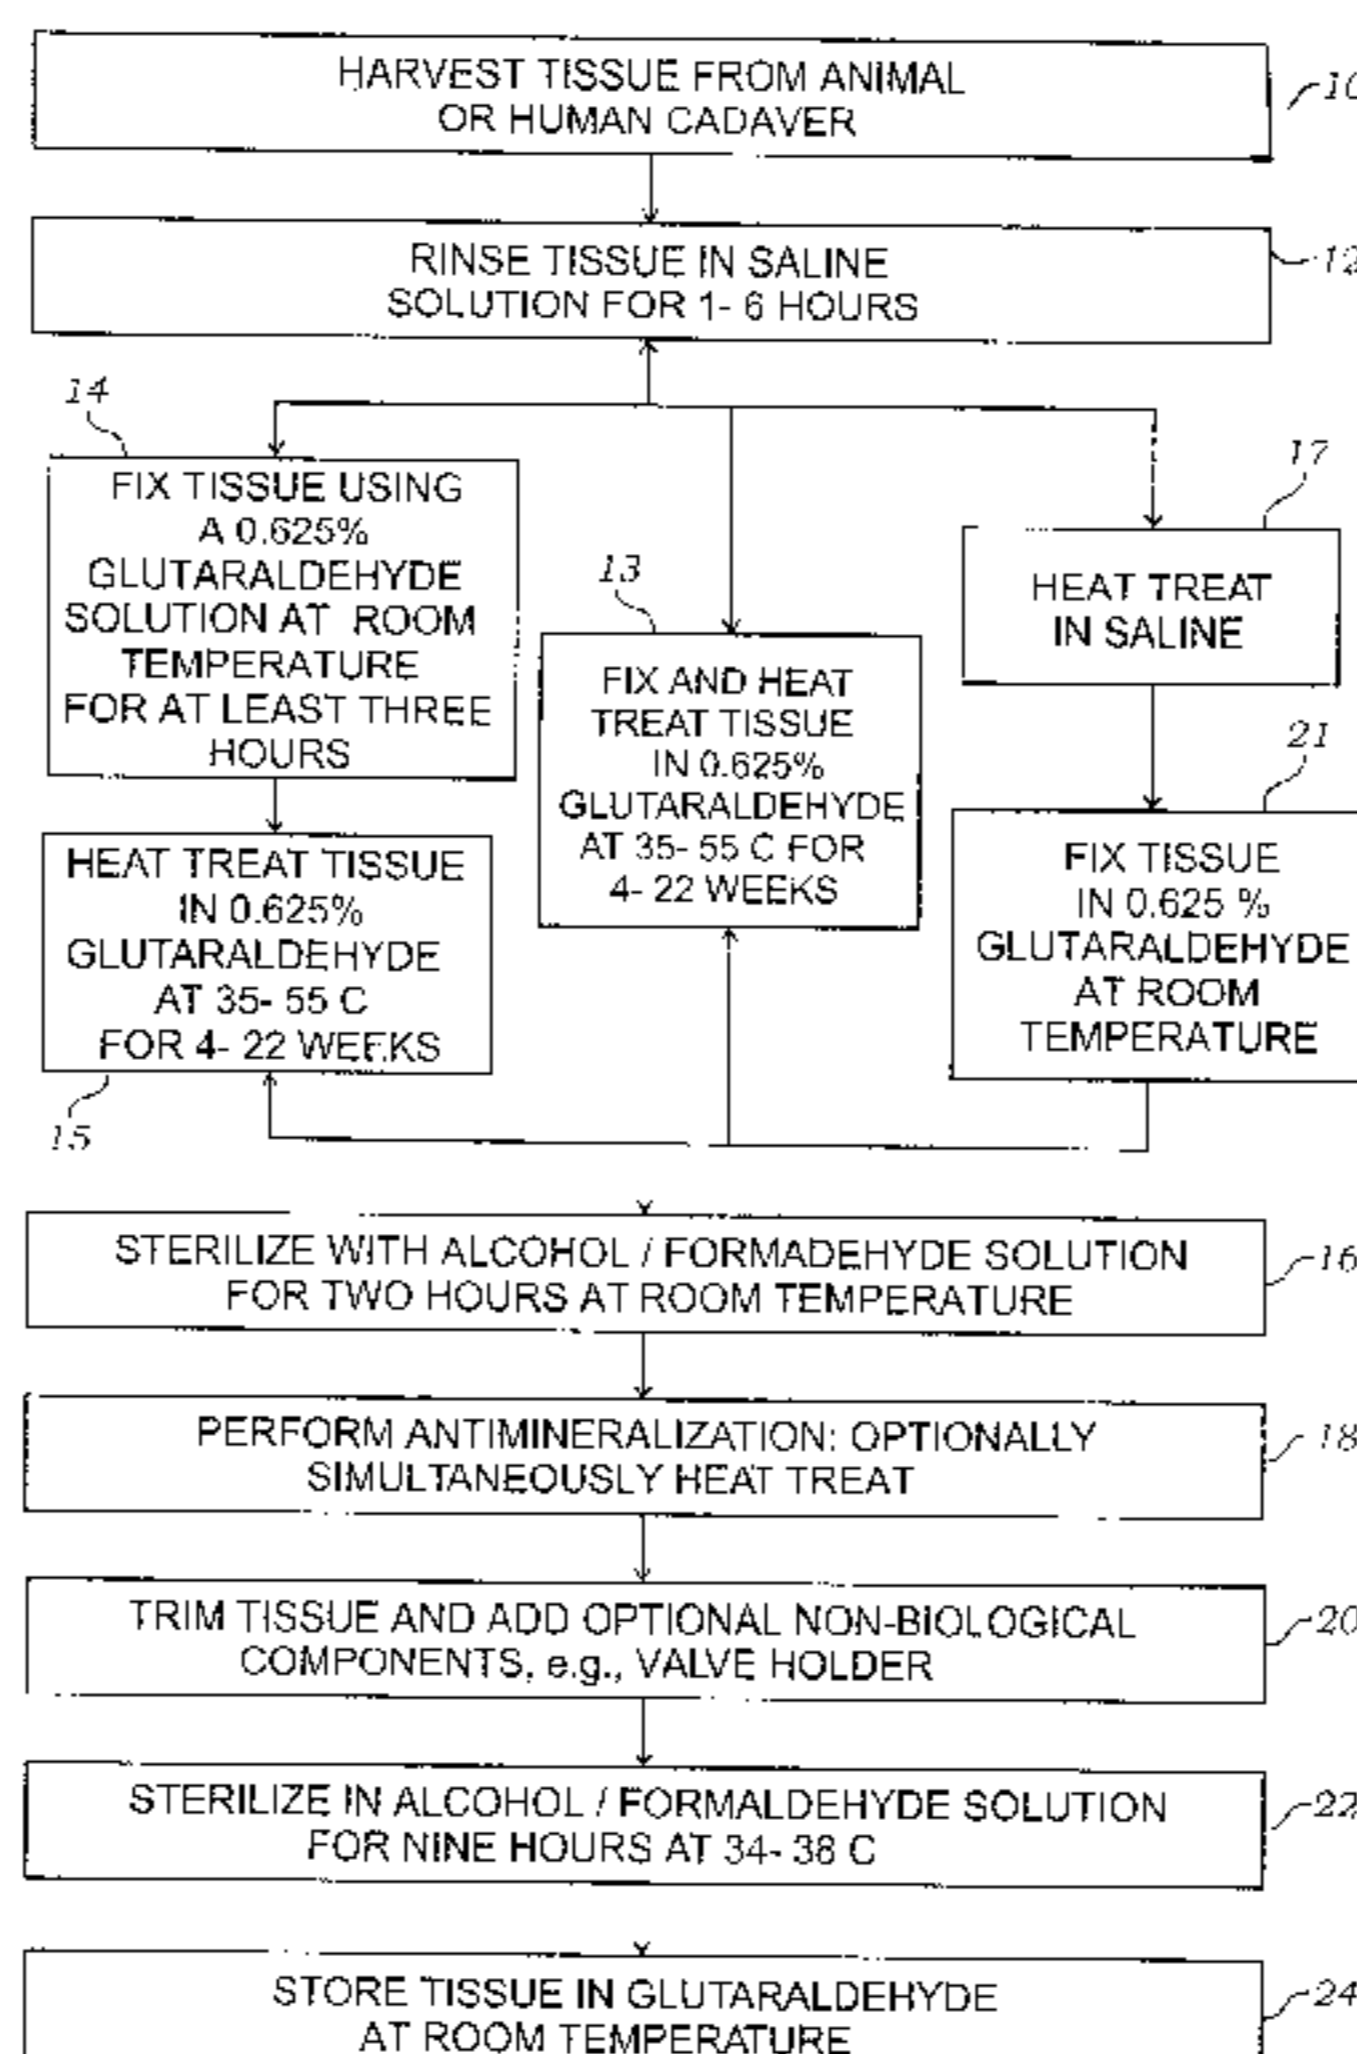 HARVEST TISSUE FROM ANIMAL
OR HUMAN CADAVER
10
RINSE TISSUE IN SALINE
SOLUTION FOR 1- 6 HOURS
12
14
FIX TISSUE USING
A 0.625%
GLUTARALDEHYDE
SOLUTION AT ROOM
TEMPERATURE
FOR AT LEAST THREE
HOURS
13
FIX AND HEAT
TREAT TISSUE
IN 0.625%
GLUTARALDEHYDE
AT 35- 55 C FOR
4- 22 WEEKS
17
HEAT TREAT
IN SALINE
21
FIX TISSUE
IN 0.625 %
GLUTARALDEHYDE
AT ROOM
TEMPERATURE
HEAT TREAT TISSUE
IN 0.625%
GLUTARALDEHYDE
AT 35- 55 C
FOR 4- 22 WEEKS
15
STERILIZE WITH ALCOHOL / FORMADEHYDE SOLUTION
FOR TWO HOURS AT ROOM TEMPERATURE
16
PERFORM ANTIMINERALIZATION: OPTIONALLY
SIMULTANEOUSLY HEAT TREAT
18
TRIM TISSUE AND ADD OPTIONAL NON-BIOLOGICAL
COMPONENTS, e.g., VALVE HOLDER
20
STERILIZE IN ALCOHOL / FORMALDEHYDE SOLUTION
FOR NINE HOURS AT 34- 38 C
22
STORE TISSUE IN GLUTARALDEHYDE
AT ROOM TEMPERATURE
24